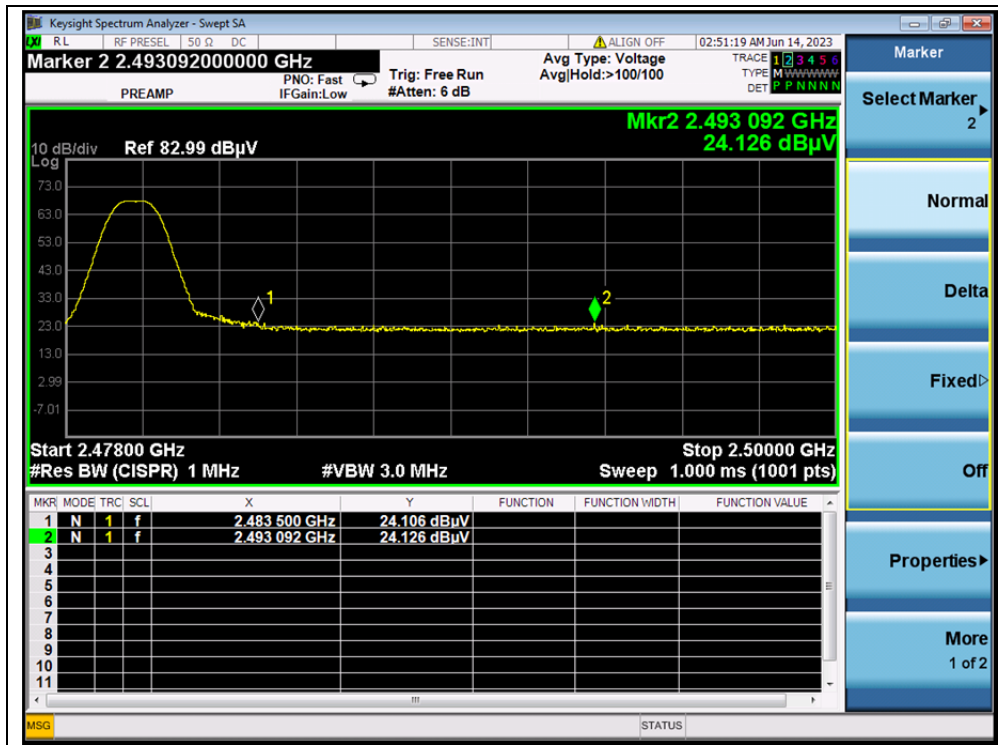 Keysight Spectrum Analyzer - Swept SA
LXI RL RF PRESEL 50 Ω DC SENSE:INT ALIGN OFF 02:51:19 AM Jun 14, 2023
Marker 2 2.493092000000 GHz
PREAMP
PNO: Fast
IFGain:Low
Trig: Free Run
#Atten: 6 dB
Avg Type: Voltage
Avg|Hold:>100/100
TRACE 1 2 3 4 5 6
TYPE M WWWWW
DET P P N N N N
Mkr2 2.493 092 GHz
24.126 dBµV
10 dB/div Ref 82.99 dBµV
Log
73.0
63.0
53.0
43.0
33.0
23.0
13.0
2.99
-7.01
1
2
Start 2.47800 GHz Stop 2.50000 GHz
#Res BW (CISPR) 1 MHz #VBW 3.0 MHz Sweep 1.000 ms (1001 pts)
MKR MODE TRC SCL X Y FUNCTION FUNCTION WIDTH FUNCTION VALUE
1 N 1 f 2.483 500 GHz 24.106 dBµV
2 N 1 f 2.493 092 GHz 24.126 dBµV
3
4
5
6
7
8
9
10
11
MSG STATUS
Marker
Select Marker
2
Normal
Delta
Fixed
Off
Properties
More
1 of 2